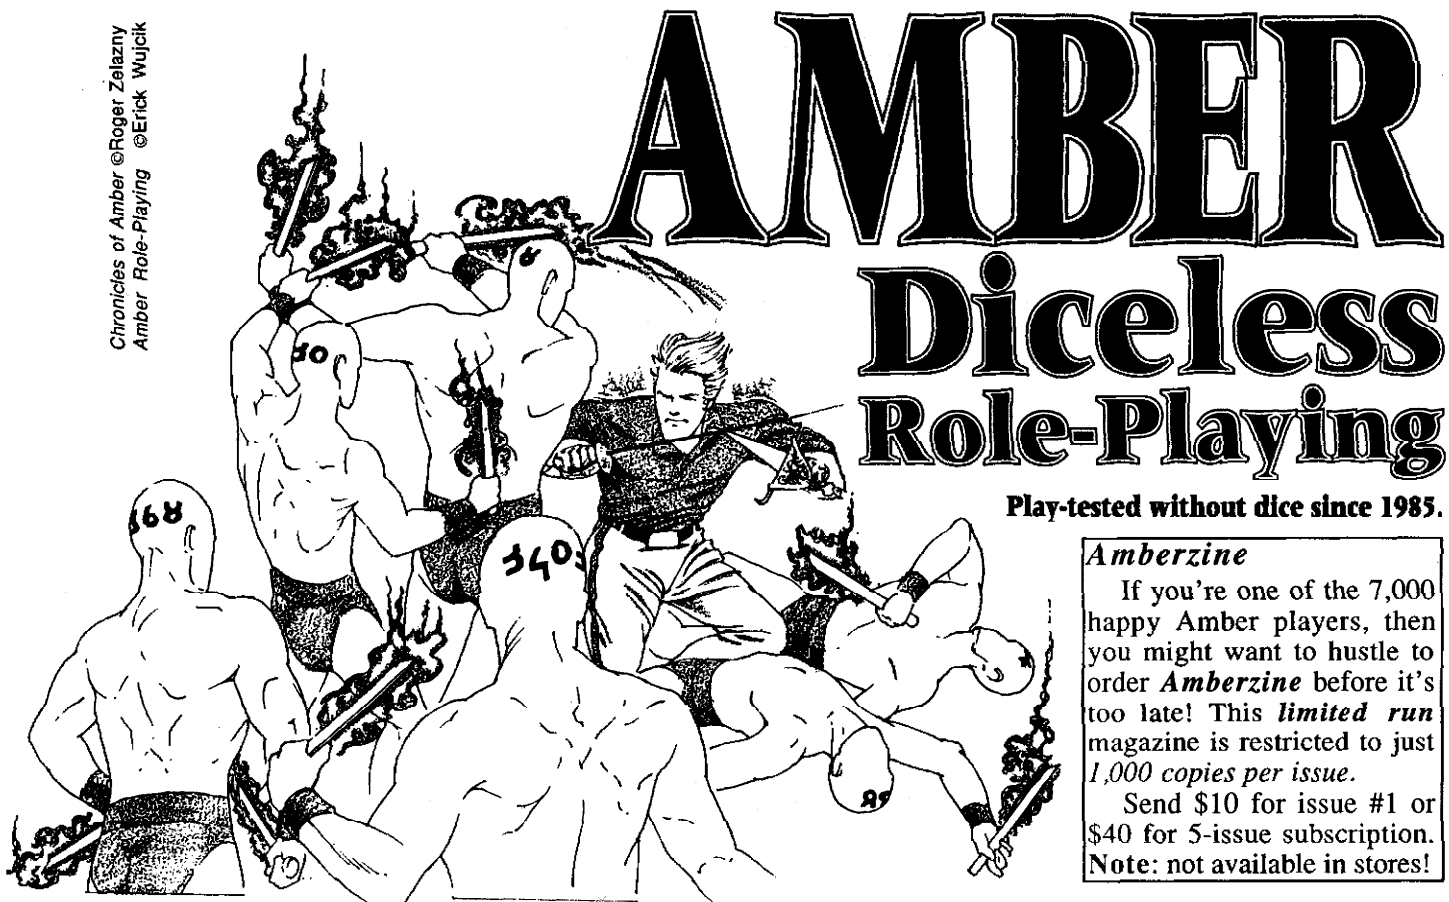 Chronicles of Amber ©Roger Zelazny
Amber Role-Playing ©Erick Wujcik
AMBER
Diceless
Role-Playing
Play-tested without dice since 1985.
Amberzine
If you're one of the 7,000
happy Amber players, then
you might want to hustle to
order Amberzine before it's
too late! This limited run
magazine is restricted to just
1,000 copies per issue.
Send $10 for issue #1 or
$40 for 5-issue subscription.
Note: not available in stores!